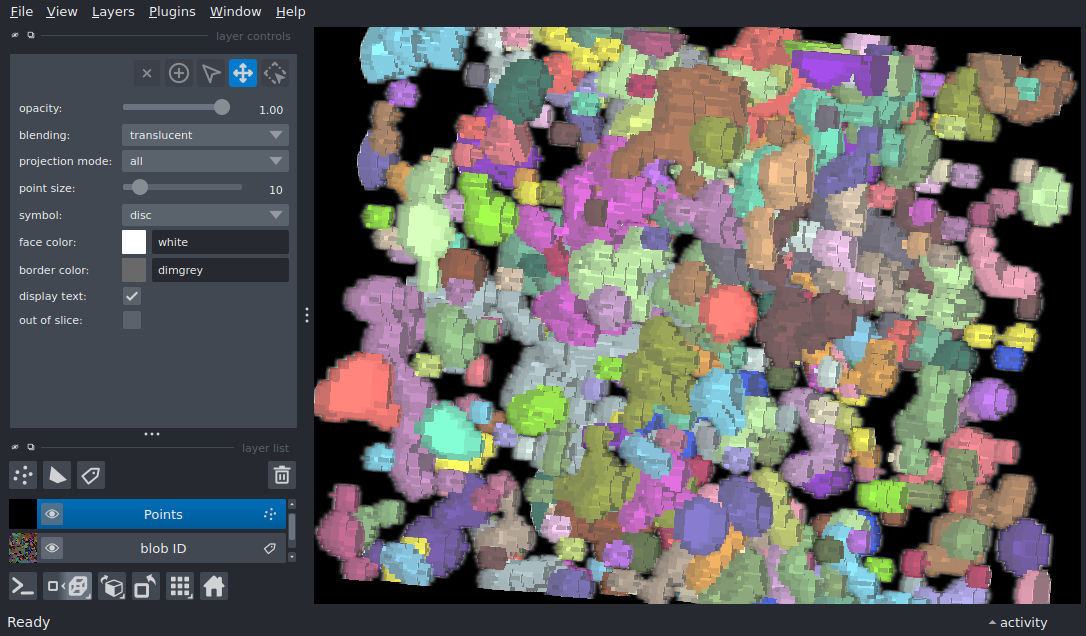 File View Layers Plugins Window Help
layer controls
opacity: 1.00
blending: translucent
projection mode: all
point size: 10
symbol: disc
face color: white
border color: dimgrey
display text:
out of slice:
layer list
Points
blob ID
Ready
activity